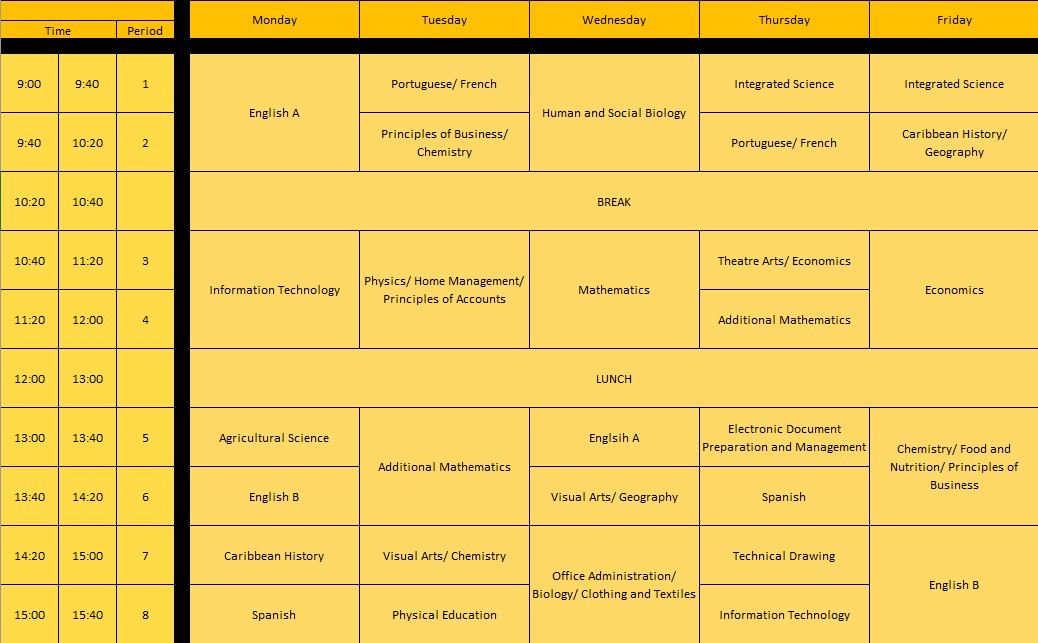 Monday Tuesday Wednesday Thursday Friday
Time Period
9:00 9:40 1 English A Portuguese/ French Human and Social Biology Integrated Science Integrated Science
9:40 10:20 2 Principles of Business/ Portuguese/ French Caribbean History/
Chemistry Geography
10:20 10:40 BREAK
10:40 11:20 3 Information Technology Physics/ Home Management/ Mathematics Theatre Arts/ Economics Economics
Principles of Accounts
11:20 12:00 4 Additional Mathematics
12:00 13:00 LUNCH
13:00 13:40 5 Agricultural Science Additional Mathematics Englsih A Electronic Document Chemistry/ Food and
Preparation and Management Nutrition/ Principles of
Business
13:40 14:20 6 English B Visual Arts/ Geography Spanish
14:20 15:00 7 Caribbean History Visual Arts/ Chemistry Office Administration/ Technical Drawing English B
Biology/ Clothing and Textiles
15:00 15:40 8 Spanish Physical Education Information Technology